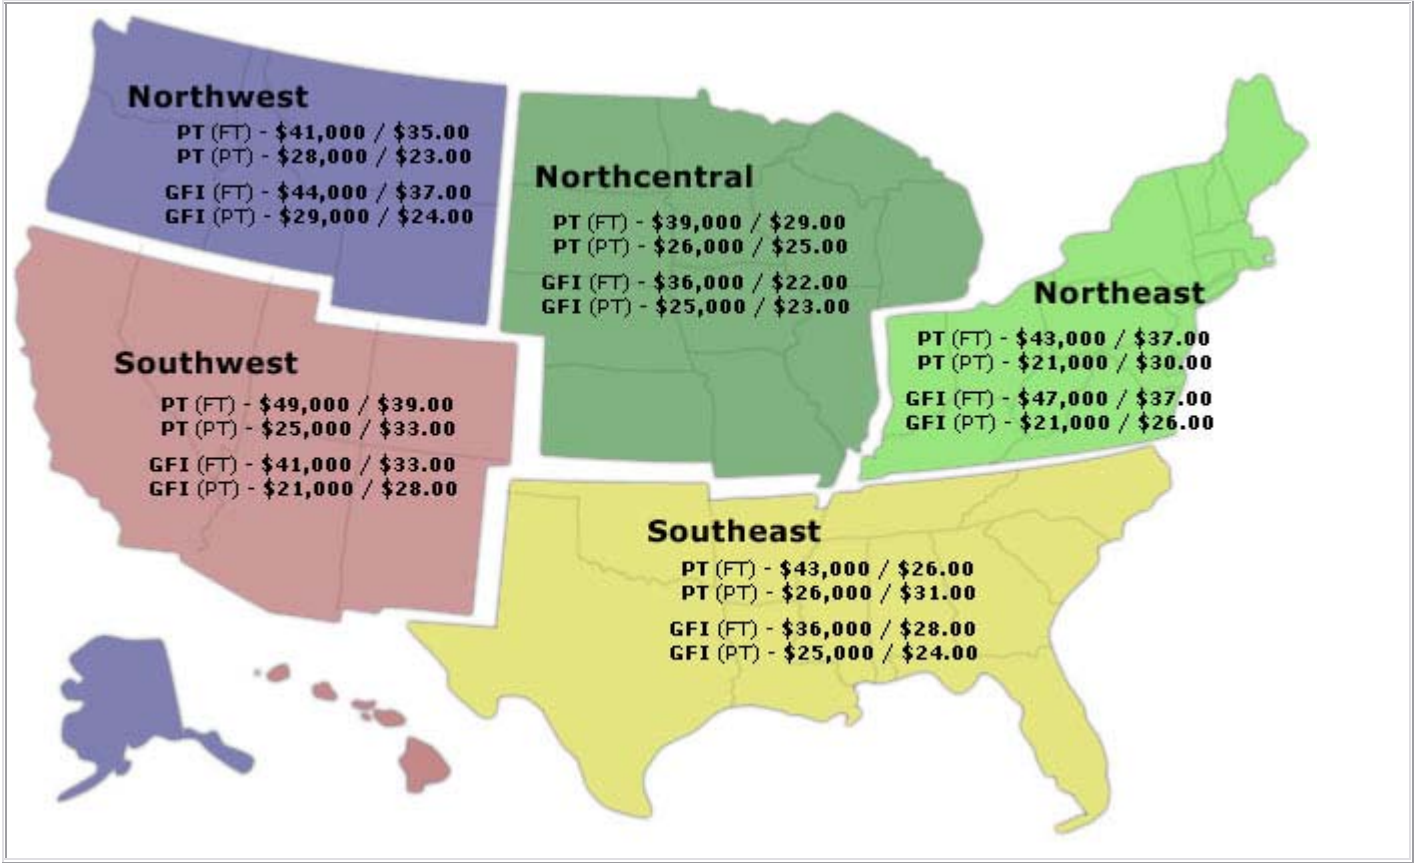 Northwest
PT (FT) - $41,000 / $35.00
PT (PT) - $28,000 / $23.00
GFI (FT) - $44,000 / $37.00
GFI (PT) - $29,000 / $24.00
Northcentral
PT (FT) - $39,000 / $29.00
PT (PT) - $26,000 / $25.00
GFI (FT) - $36,000 / $22.00
GFI (PT) - $25,000 / $23.00
Northeast
PT (FT) - $43,000 / $37.00
PT (PT) - $21,000 / $30.00
GFI (FT) - $47,000 / $37.00
GFI (PT) - $21,000 / $26.00
Southwest
PT (FT) - $49,000 / $39.00
PT (PT) - $25,000 / $33.00
GFI (FT) - $41,000 / $33.00
GFI (PT) - $21,000 / $28.00
Southeast
PT (FT) - $43,000 / $26.00
PT (PT) - $26,000 / $31.00
GFI (FT) - $36,000 / $28.00
GFI (PT) - $25,000 / $24.00